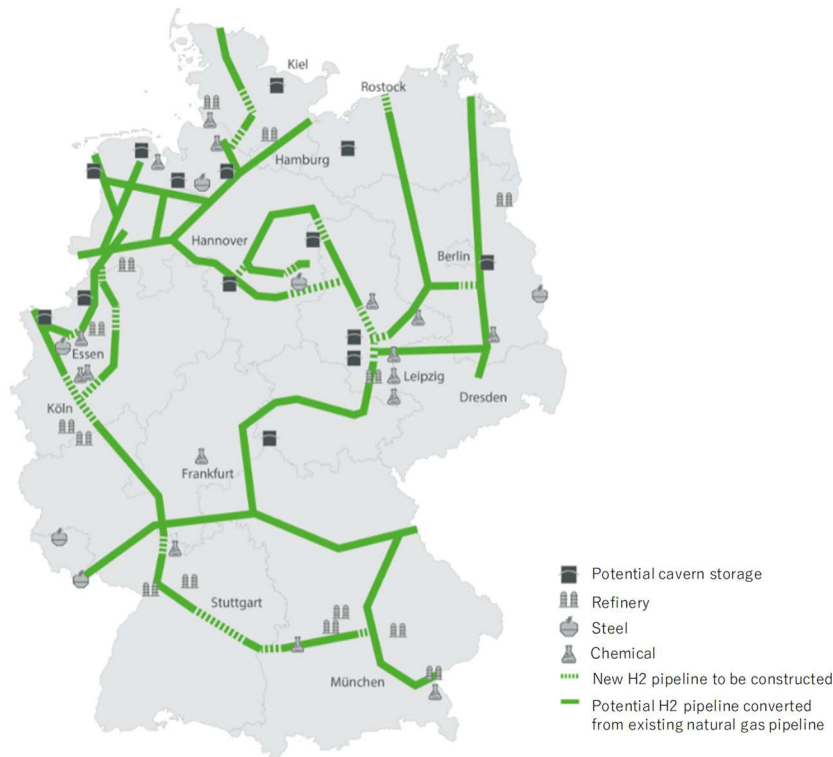 Kiel
Rostock
Hamburg
Hannover
Berlin
Essen
Leipzig
Köln
Dresden
Frankfurt
Stuttgart
München
Potential cavern storage
Refinery
Steel
Chemical
New H2 pipeline to be constructed
Potential H2 pipeline converted
from existing natural gas pipeline